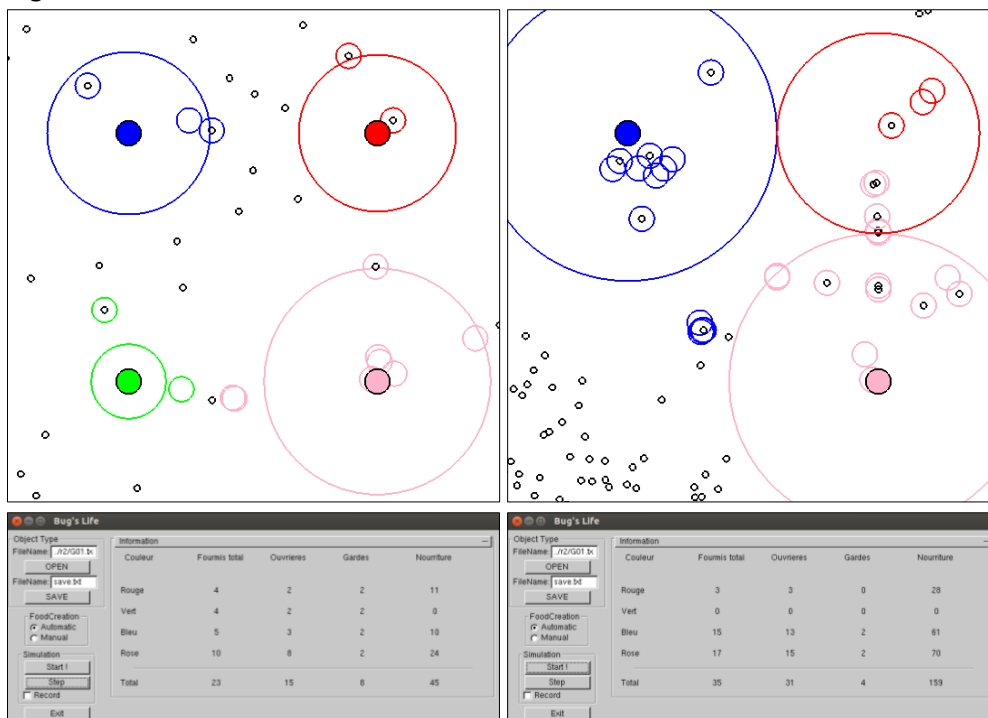 Bug's Life
Object Type
FileName: ../r2/G01.tx
OPEN
FileName: save.txt
SAVE
FoodCreation
Automatic
Manual
Simulation
Start !
Step
Record
Exit
Information
Couleur Fourmis total Ouvrieres Gardes Nourriture
Rouge 4 2 2 11
Vert 4 2 2 0
Bleu 5 3 2 10
Rose 10 8 2 24
Total 23 15 8 45
Bug's Life
Object Type
FileName: ../r2/G01.tx
OPEN
FileName: save.txt
SAVE
FoodCreation
Automatic
Manual
Simulation
Start !
Step
Record
Exit
Information
Couleur Fourmis total Ouvrieres Gardes Nourriture
Rouge 3 3 0 28
Vert 0 0 0 0
Bleu 15 13 2 61
Rose 17 15 2 70
Total 35 31 4 159